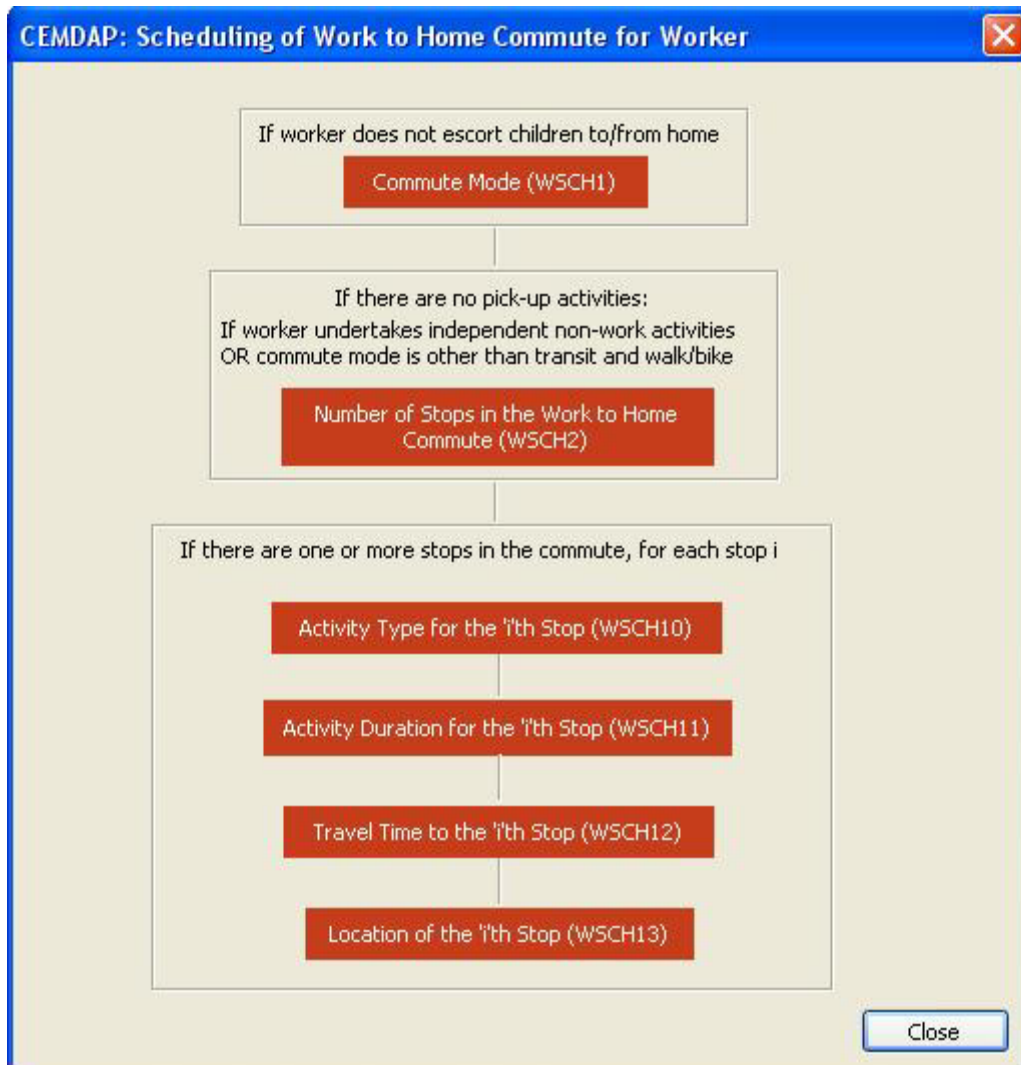 CEMDAP: Scheduling of Work to Home Commute for Worker
If worker does not escort children to/from home
Commute Mode (WSCH1)
If there are no pick-up activities:
If worker undertakes independent non-work activities
OR commute mode is other than transit and walk/bike
Number of Stops in the Work to Home
Commute (WSCH2)
If there are one or more stops in the commute, for each stop i
Activity Type for the 'i'th Stop (WSCH10)
Activity Duration for the 'i'th Stop (WSCH11)
Travel Time to the 'i'th Stop (WSCH12)
Location of the 'i'th Stop (WSCH13)
Close